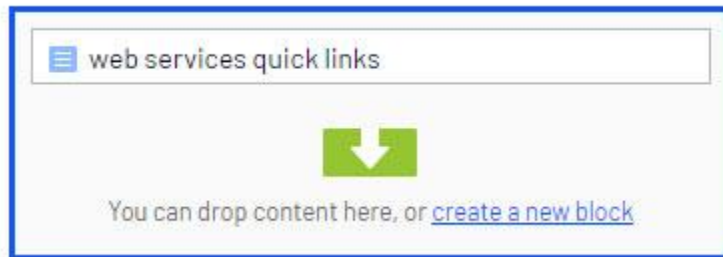 web services quick links
You can drop content here, or create a new block